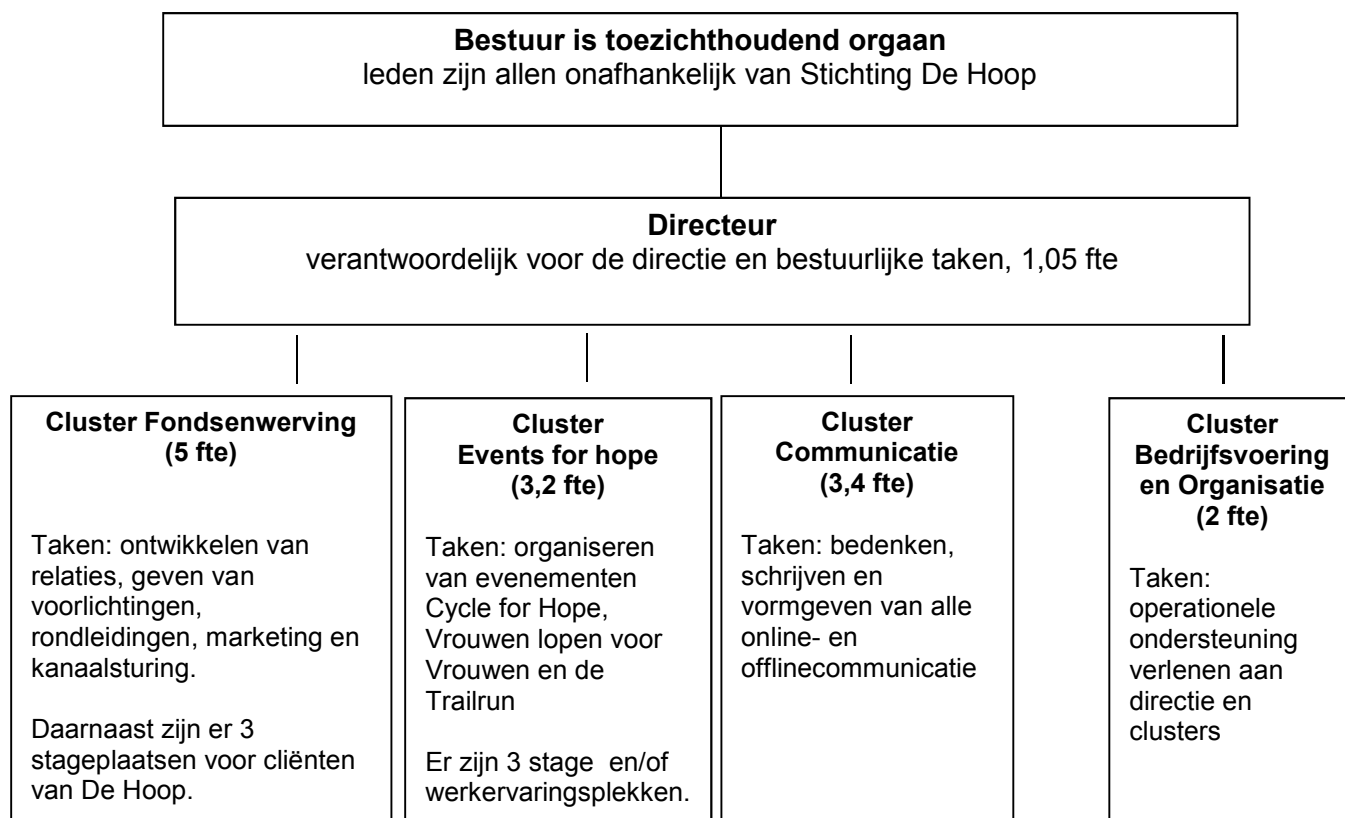 Bestuur is toezichthoudend orgaan
leden zijn allen onafhankelijk van Stichting De Hoop
Directeur
verantwoordelijk voor de directie en bestuurlijke taken, 1,05 fte
Cluster Fondsenwerving
(5 fte)
Taken: ontwikkelen van
relaties, geven van
voorlichtingen,
rondleidingen, marketing en
kanaalsturing.
Daarnaast zijn er 3
stageplaatsen voor cliënten
van De Hoop.
Cluster
Events for hope
(3,2 fte)
Taken: organiseren
van evenementen
Cycle for Hope,
Vrouwen lopen voor
Vrouwen en de
Trailrun
Er zijn 3 stage en/of
werkervaringsplekken.
Cluster
Communicatie
(3,4 fte)
Taken: bedenken,
schrijven en
vormgeven van alle
online- en
offlinecommunicatie
Cluster
Bedrijfsvoering
en Organisatie
(2 fte)
Taken:
operationele
ondersteuning
verlenen aan
directie en
clusters